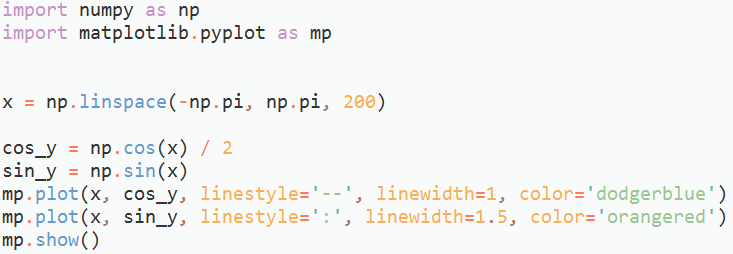 import numpy as np
import matplotlib.pyplot as mp
x = np.linspace(-np.pi, np.pi, 200)
cos_y = np.cos(x) / 2
sin_y = np.sin(x)
mp.plot(x, cos_y, linestyle='--', linewidth=1, color='dodgerblue')
mp.plot(x, sin_y, linestyle=':', linewidth=1.5, color='orangered')
mp.show()